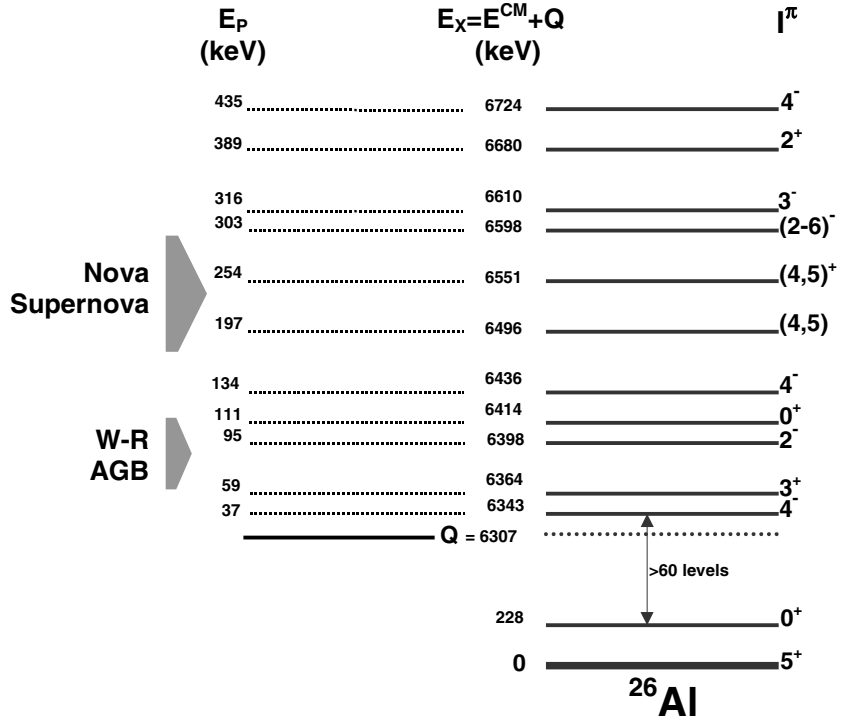 E_P E_X=E^CM+Q I^π
(keV) (keV)
435 6724 4^-
389 6680 2^+
316 6610 3^-
303 6598 (2-6)^-
Nova
Supernova
254 6551 (4,5)^+
197 6496 (4,5)
134 6436 4^-
111 6414 0^+
W-R
AGB
95 6398 2^-
59 6364 3^+
37 6343 4^-
Q = 6307
>60 levels
228 0^+
0 5^+
^26Al